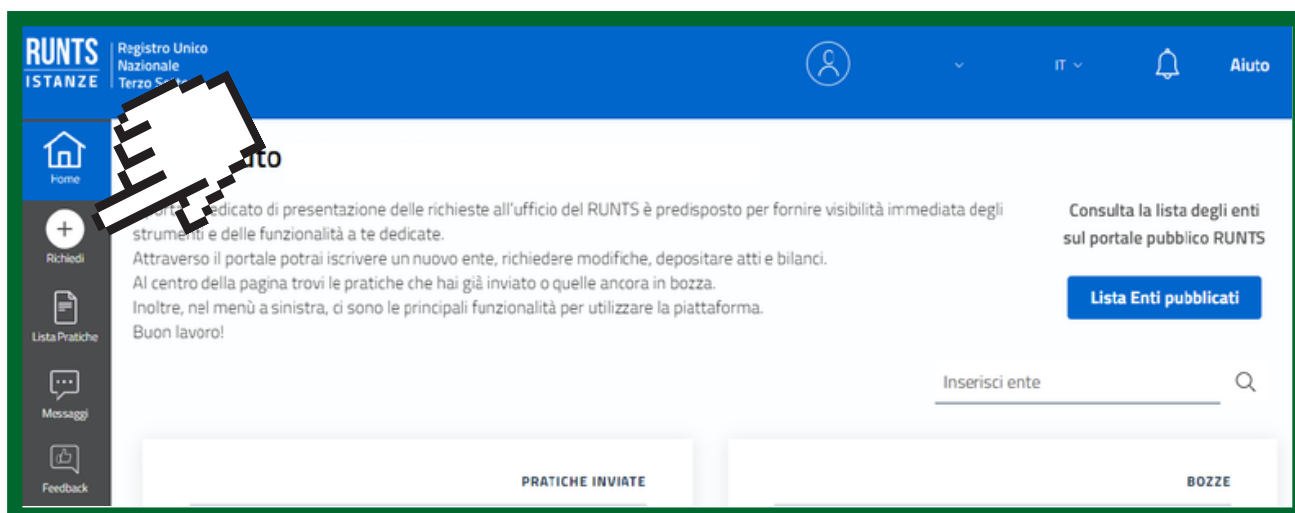 RUNTS
ISTANZE
Registro Unico
Nazionale
Terzo
IT
Aiuto
Home
Richiedi
Lista Pratiche
Messaggi
Feedback
dedicato di presentazione delle richieste all'ufficio del RUNTS è predisposto per fornire visibilità immediata degli
strumenti e delle funzionalità a te dedicate.
Attraverso il portale potrai iscrivere un nuovo ente, richiedere modifiche, depositare atti e bilanci.
Al centro della pagina trovi le pratiche che hai già inviato o quelle ancora in bozza.
Inoltre, nel menù a sinistra, ci sono le principali funzionalità per utilizzare la piattaforma.
Buon lavoro!
Consulta la lista degli enti
sul portale pubblico RUNTS
Lista Enti pubblicati
Inserisci ente
PRATICHE INVIATE
BOZZE